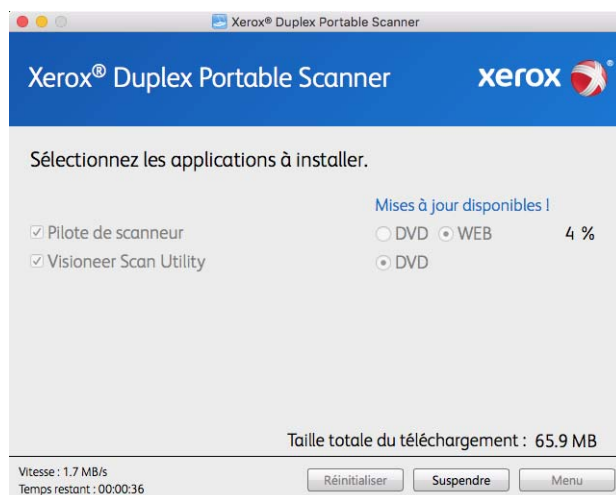 Xerox® Duplex Portable Scanner
Xerox® Duplex Portable Scanner
xerox ®
Sélectionnez les applications à installer.
Mises à jour disponibles !
Pilote de scanneur DVD WEB 4 %
Visioneer Scan Utility DVD
Taille totale du téléchargement : 65.9 MB
Vitesse : 1.7 MB/s
Temps restant : 00:00:36
Réinitialiser Suspendre Menu